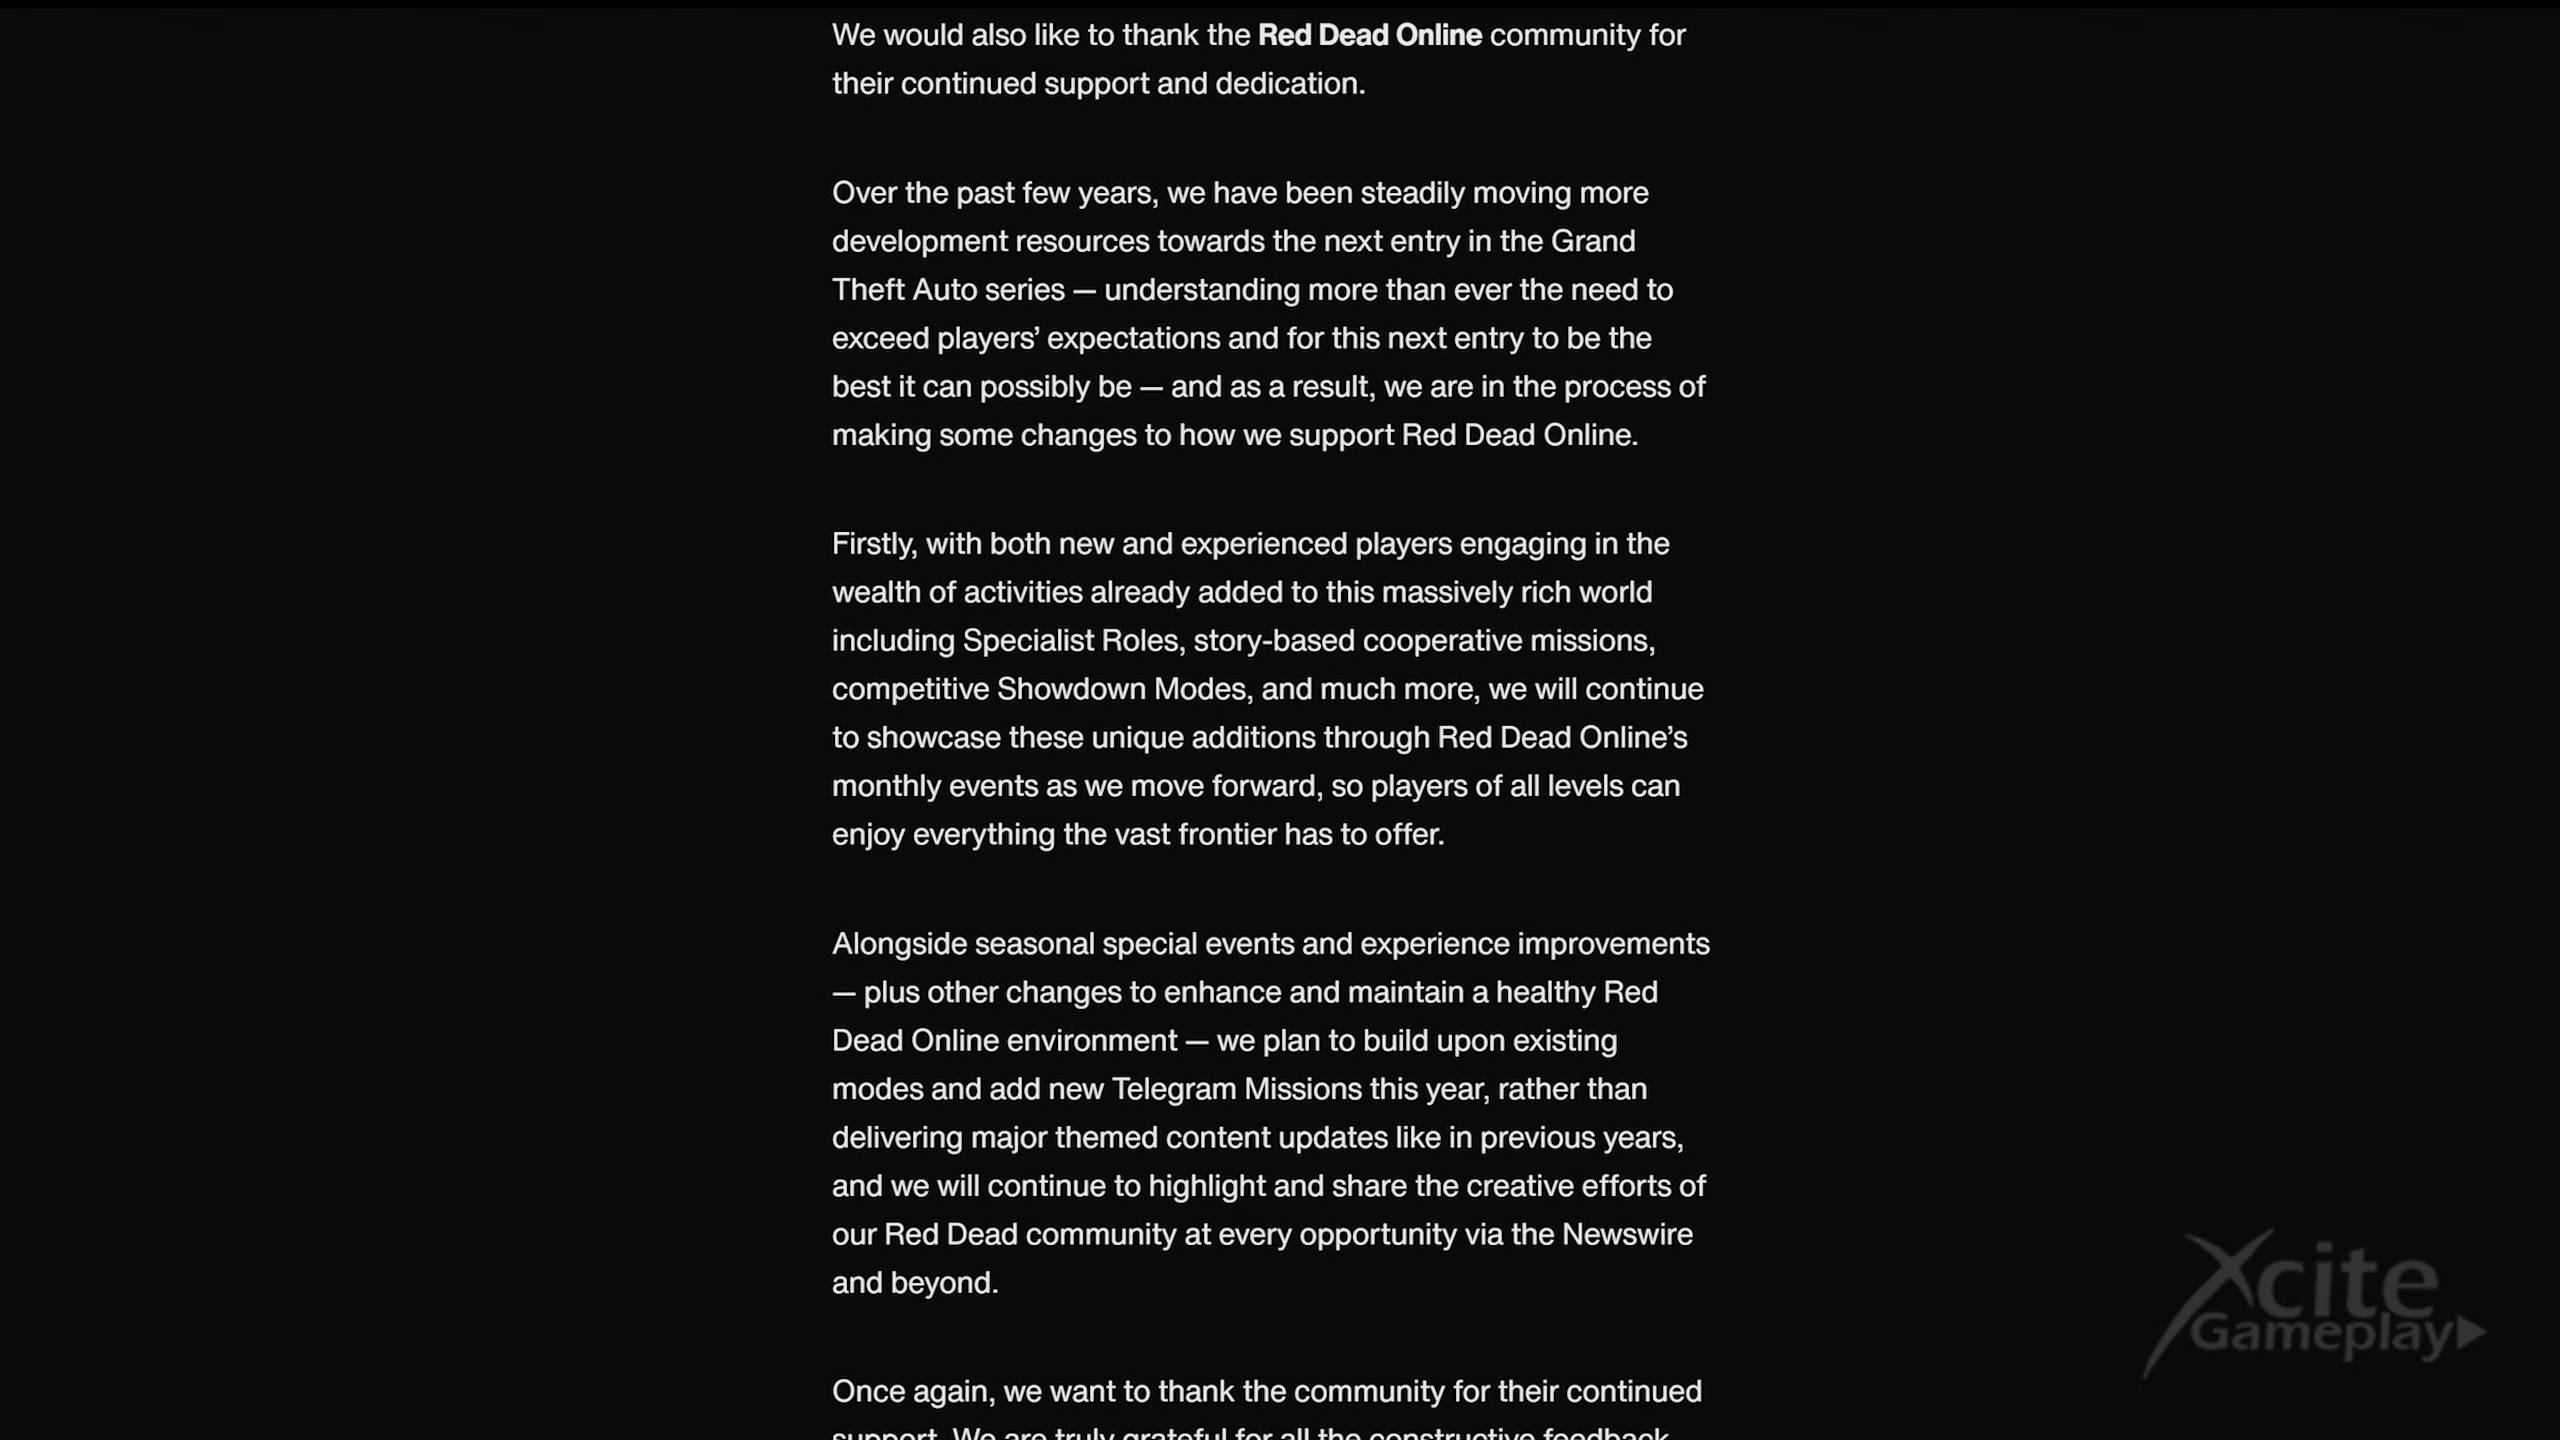 We would also like to thank the Red Dead Online community for
their continued support and dedication.
Over the past few years, we have been steadily moving more
development resources towards the next entry in the Grand
Theft Auto series — understanding more than ever the need to
exceed players’ expectations and for this next entry to be the
best it can possibly be — and as a result, we are in the process of
making some changes to how we support Red Dead Online.
Firstly, with both new and experienced players engaging in the
wealth of activities already added to this massively rich world
including Specialist Roles, story-based cooperative missions,
competitive Showdown Modes, and much more, we will continue
to showcase these unique additions through Red Dead Online’s
monthly events as we move forward, so players of all levels can
enjoy everything the vast frontier has to offer.
Alongside seasonal special events and experience improvements
— plus other changes to enhance and maintain a healthy Red
Dead Online environment — we plan to build upon existing
modes and add new Telegram Missions this year, rather than
delivering major themed content updates like in previous years,
and we will continue to highlight and share the creative efforts of
our Red Dead community at every opportunity via the Newswire
and beyond.
Once again, we want to thank the community for their continued
support. We are truly grateful for all the constructive feedback
Xcite
Gameplay